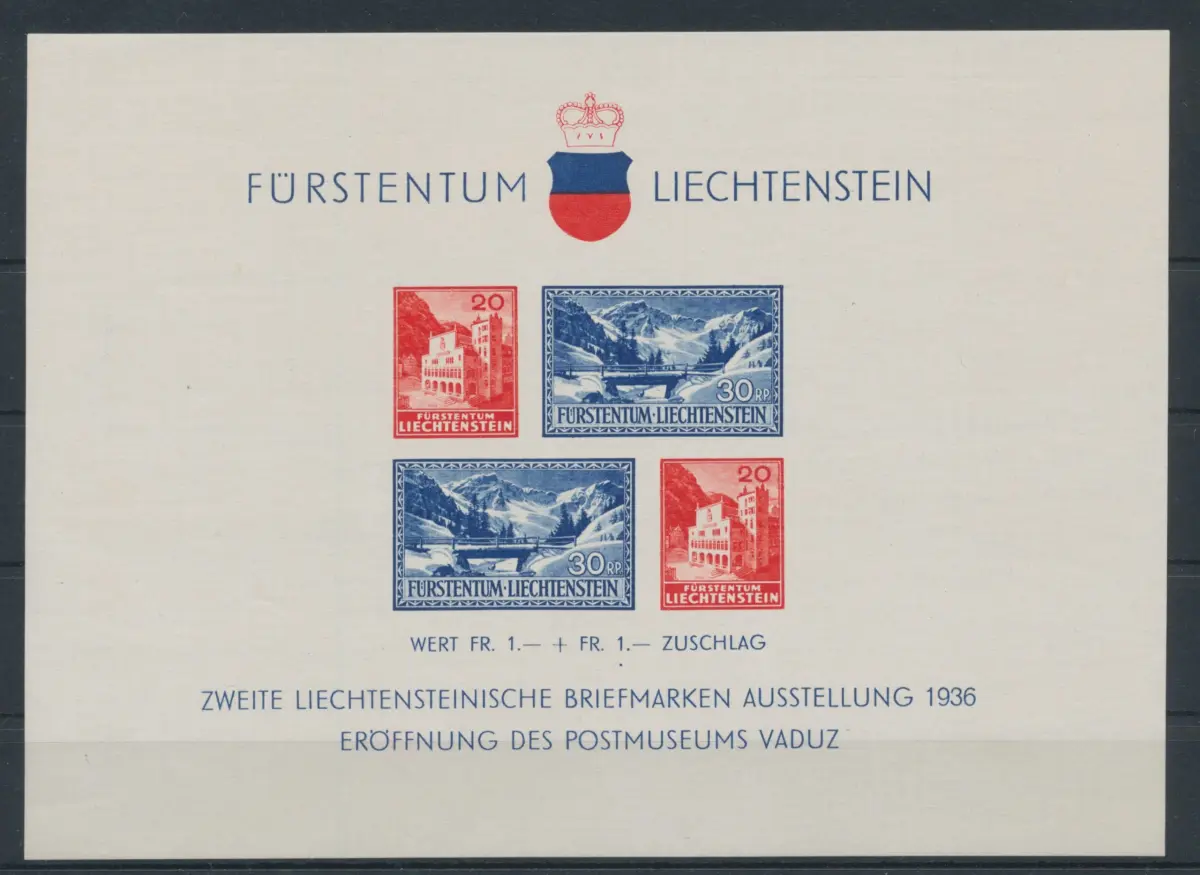 FÜRSTENTUM LIECHTENSTEIN
20
FÜRSTENTUM
LIECHTENSTEIN
30 RP.
FÜRSTENTUM·LIECHTENSTEIN
30 RP.
FÜRSTENTUM·LIECHTENSTEIN
20
FÜRSTENTUM
LIECHTENSTEIN
WERT FR. 1.— + FR. 1.— ZUSCHLAG
ZWEITE LIECHTENSTEINISCHE BRIEFMARKEN AUSSTELLUNG 1936
ERÖFFNUNG DES POSTMUSEUMS VADUZ